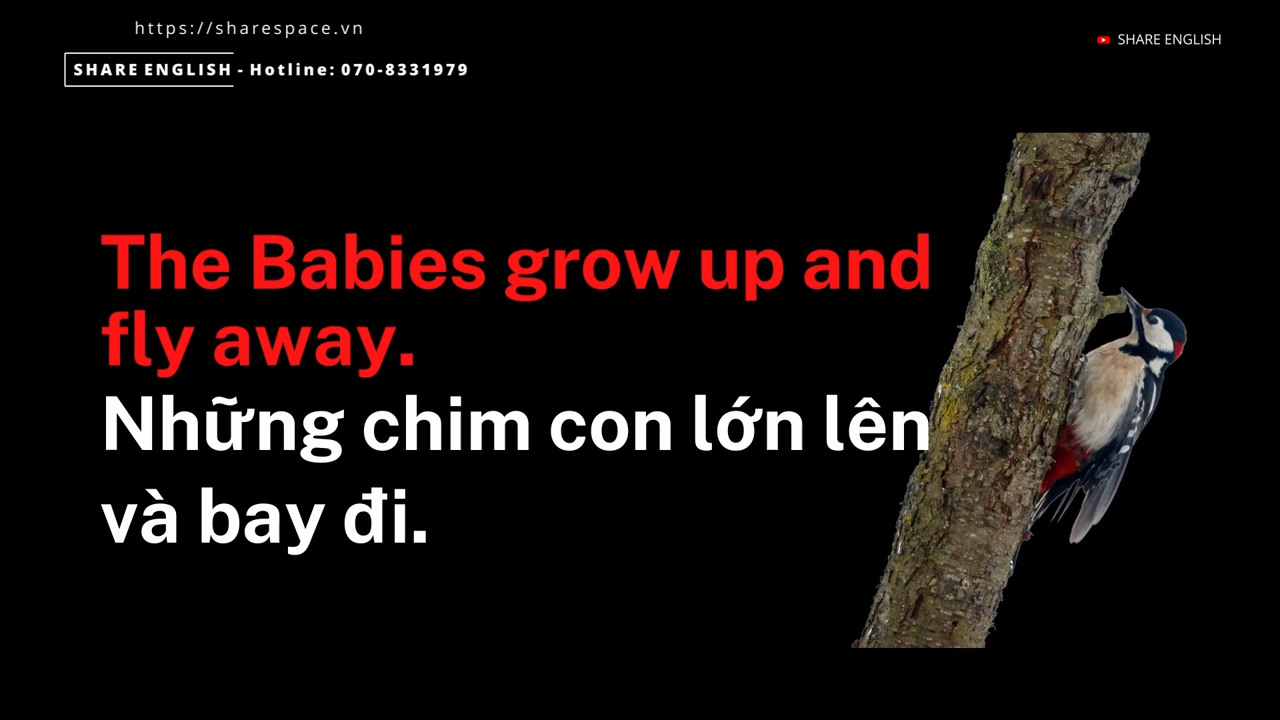 https://sharespace.vn
SHARE ENGLISH - Hotline: 070-8331979
SHARE ENGLISH
The Babies grow up and
fly away.
Những chim con lớn lên
và bay đi.